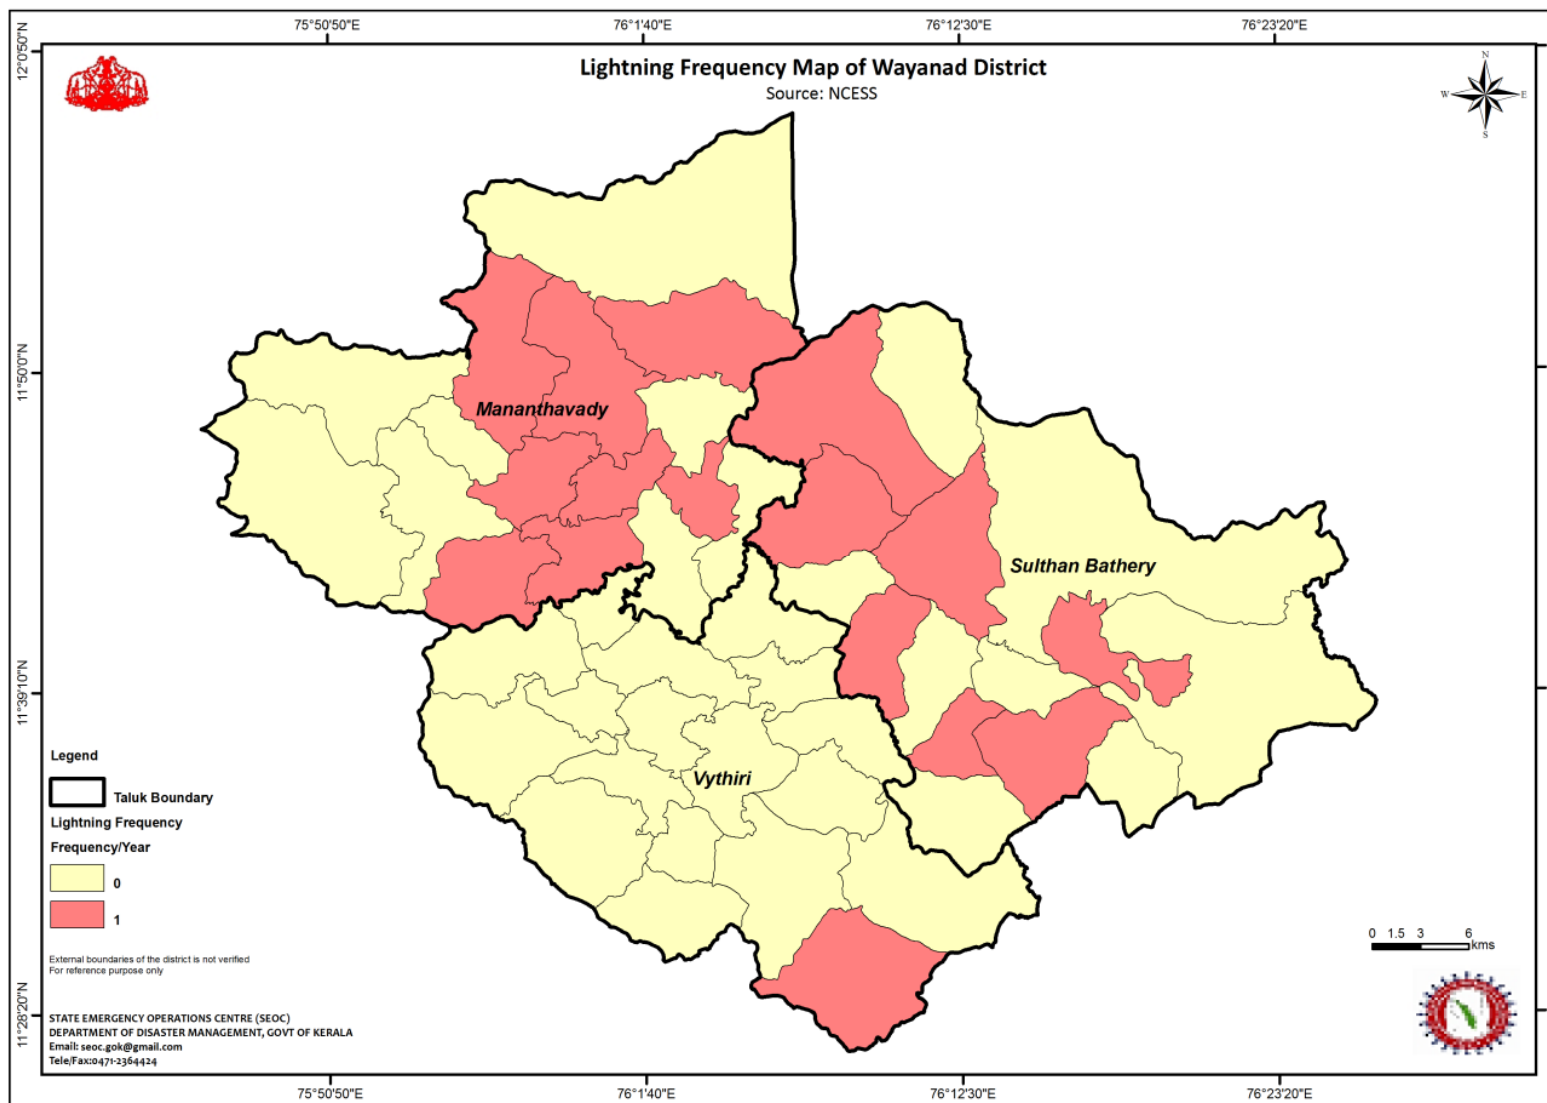 75°50'50"E
76°1'40"E
76°12'30"E
76°23'20"E
12°0'50"N
Lightning Frequency Map of Wayanad District
Source: NCESS
N
W
E
S
11°50'0"N
Mananthavady
Sulthan Bathery
11°39'10"N
Vythiri
Legend
Taluk Boundary
Lightning Frequency
Frequency/Year
0
1
0 1.5 3 6
kms
External boundaries of the district is not verified
For reference purpose only
11°28'20"N
STATE EMERGENCY OPERATIONS CENTRE (SEOC)
DEPARTMENT OF DISASTER MANAGEMENT, GOVT OF KERALA
Email: seoc.gok@gmail.com
Tele/Fax:0471-2364424
75°50'50"E
76°1'40"E
76°12'30"E
76°23'20"E